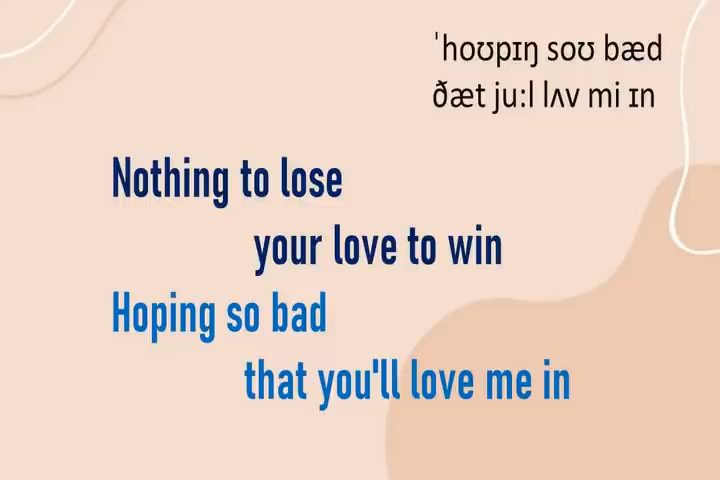 ˈhoʊpɪŋ soʊ bæd
ðæt ju:l lʌv mi ɪn
Nothing to lose
your love to win
Hoping so bad
that you'll love me in